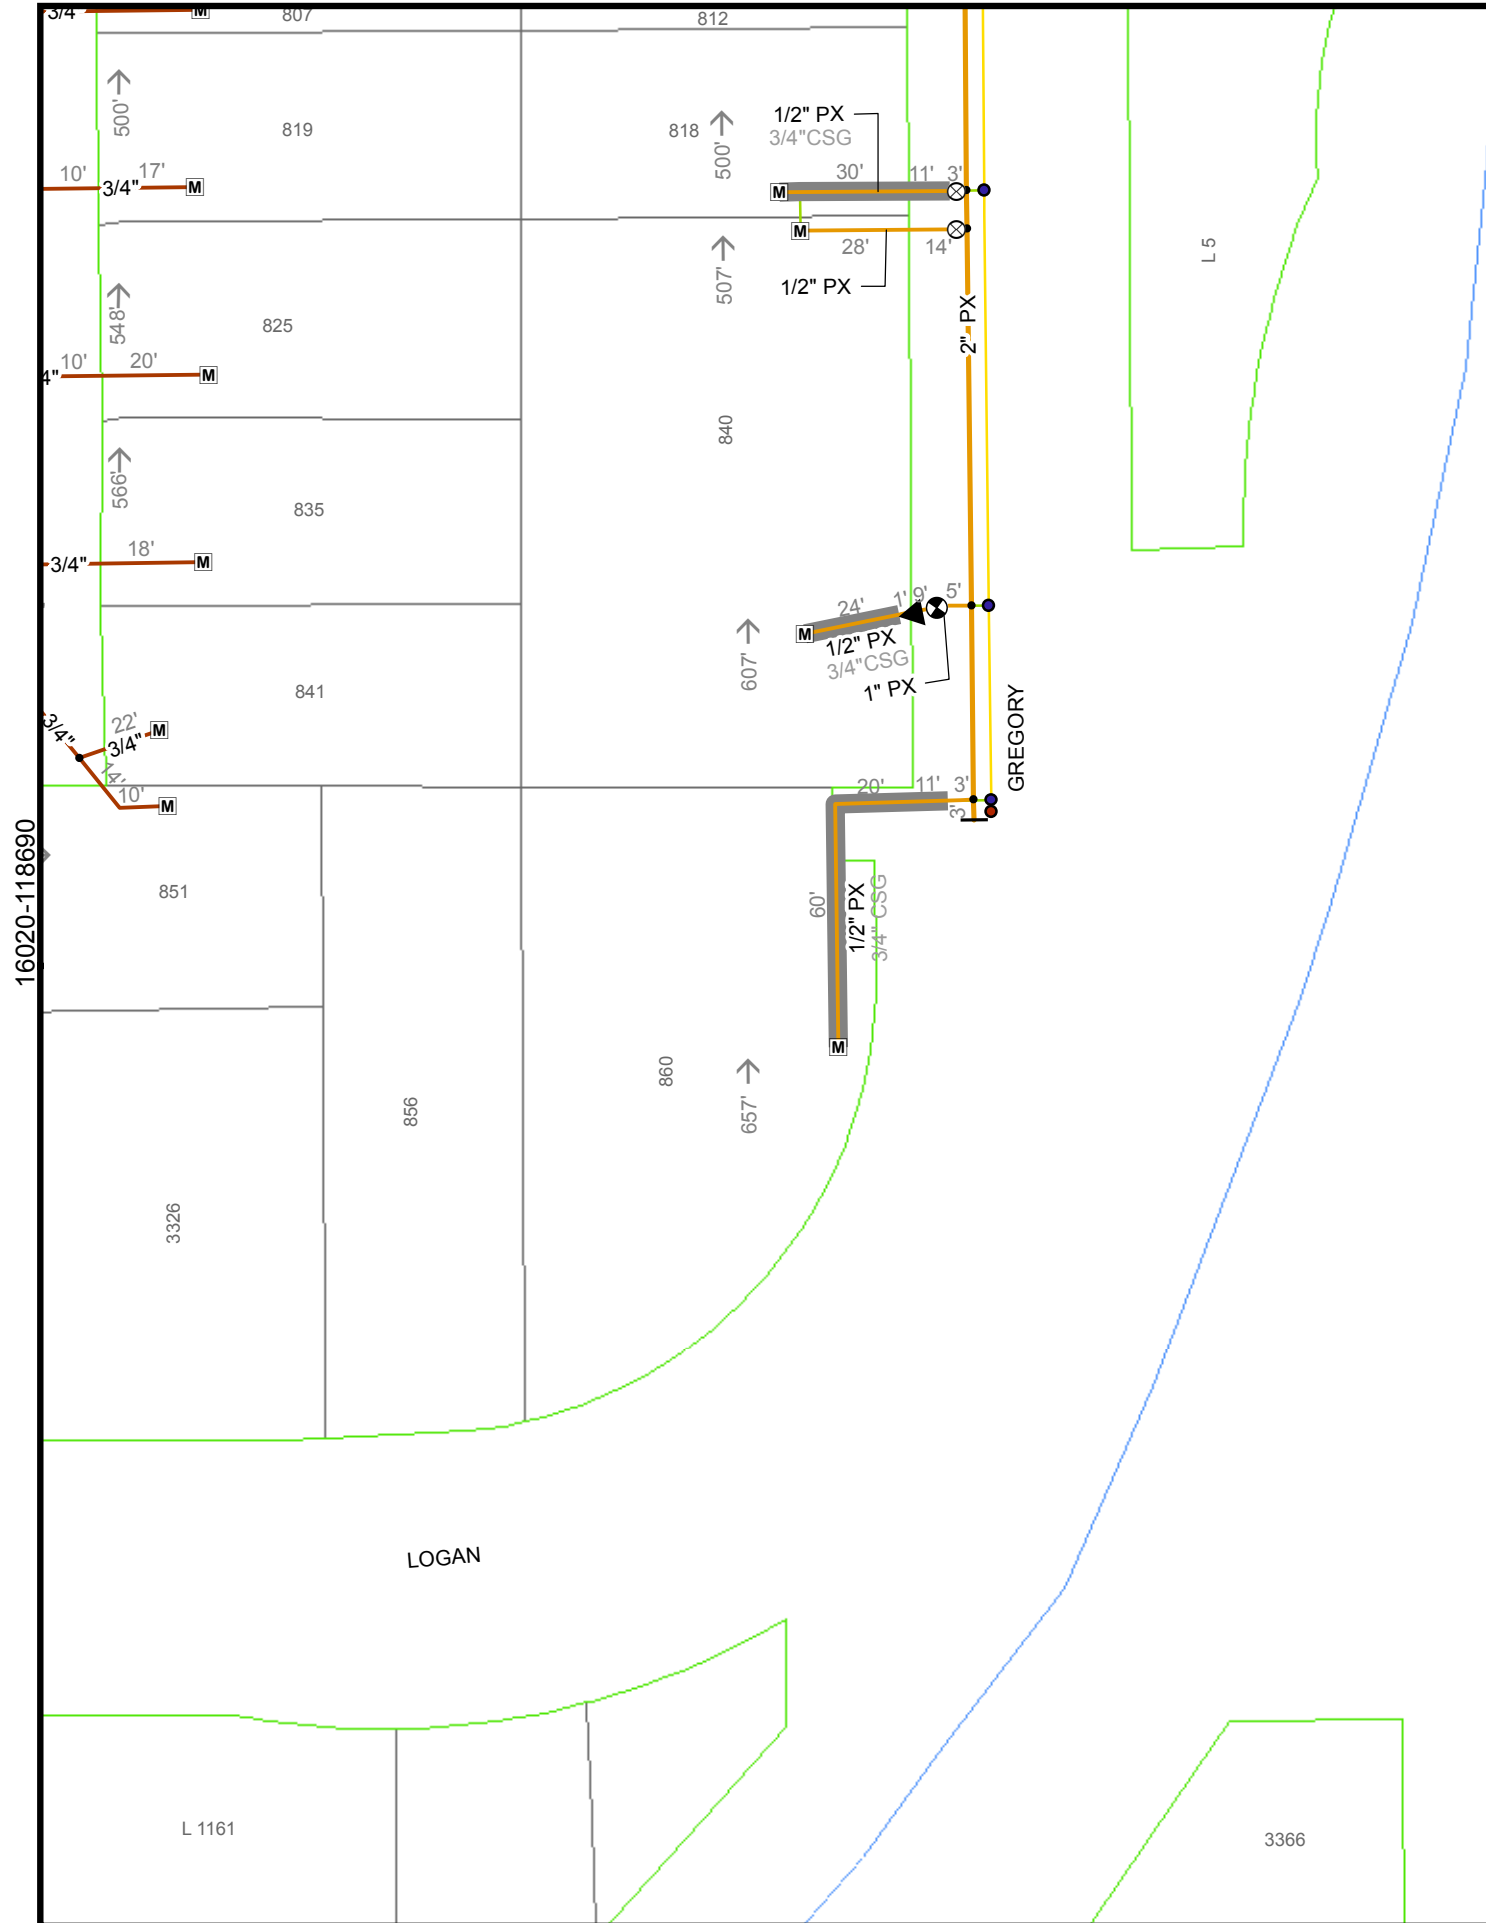 3/4"
M
807
812
500'
819
818
500'
1/2" PX
3/4"CSG
10'
17'
3/4"
M
M
30'
11'
3'
M
28'
14'
507'
1/2" PX
L 5
548'
825
2" PX
10'
20'
4"
M
840
566'
835
18'
3/4"
M
24'
1'
9'
5'
M
1/2" PX
3/4"CSG
607'
1" PX
841
3/4"
22'
3/4"
M
14'
10'
M
GREGORY
20'
11'
3'
3'
16020-118690
851
60'
1/2" PX
3/4" CSG
M
860
657'
856
3326
LOGAN
L 1161
3366